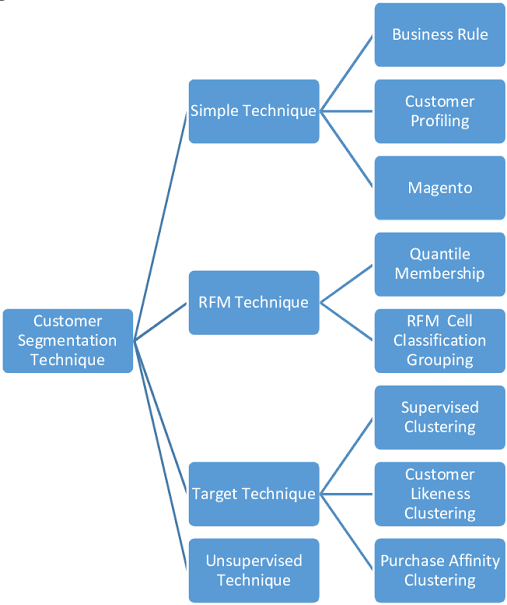 Business Rule
Simple Technique
Customer
Profiling
Magento
Quantile
Membership
RFM Technique
RFM  Cell
Classification
Grouping
Customer
Segmentation
Technique
Supervised
Clustering
Target Technique
Customer
Likeness
Clustering
Unsupervised
Technique
Purchase Affinity
Clustering